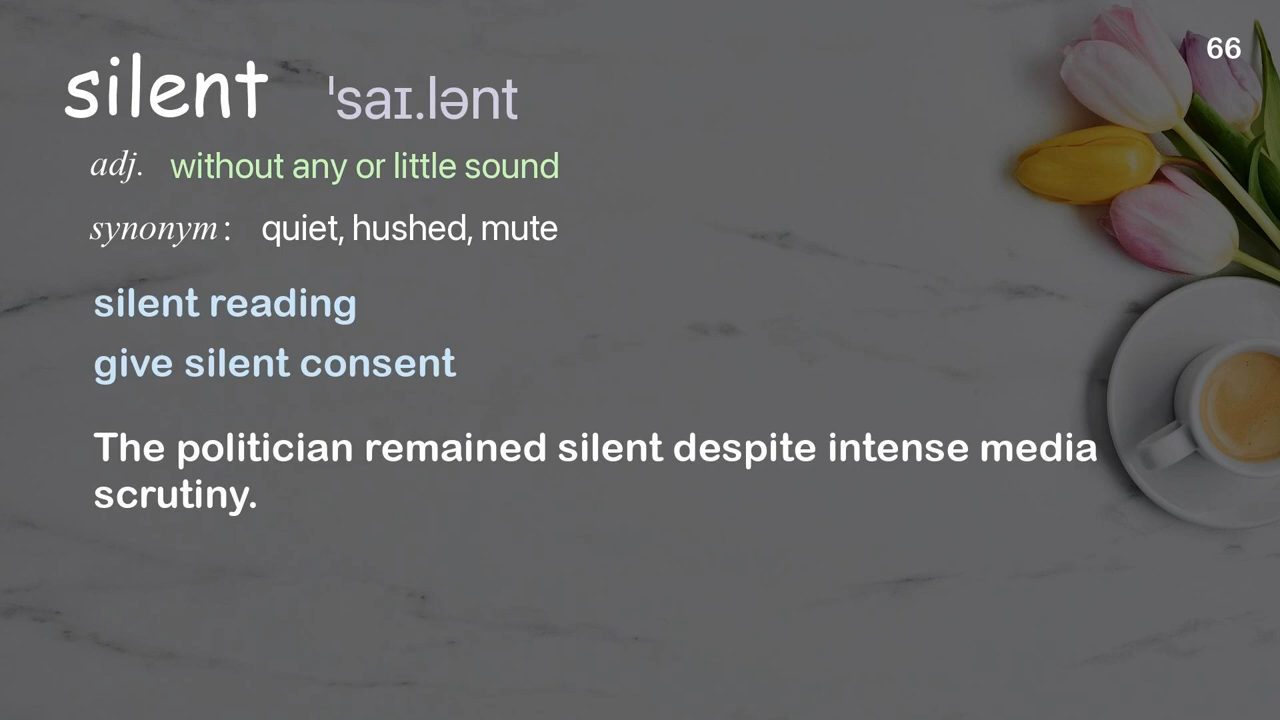 66
silent ˈsaɪ.lənt
adj. without any or little sound
synonym: quiet, hushed, mute
silent reading
give silent consent
The politician remained silent despite intense media
scrutiny.